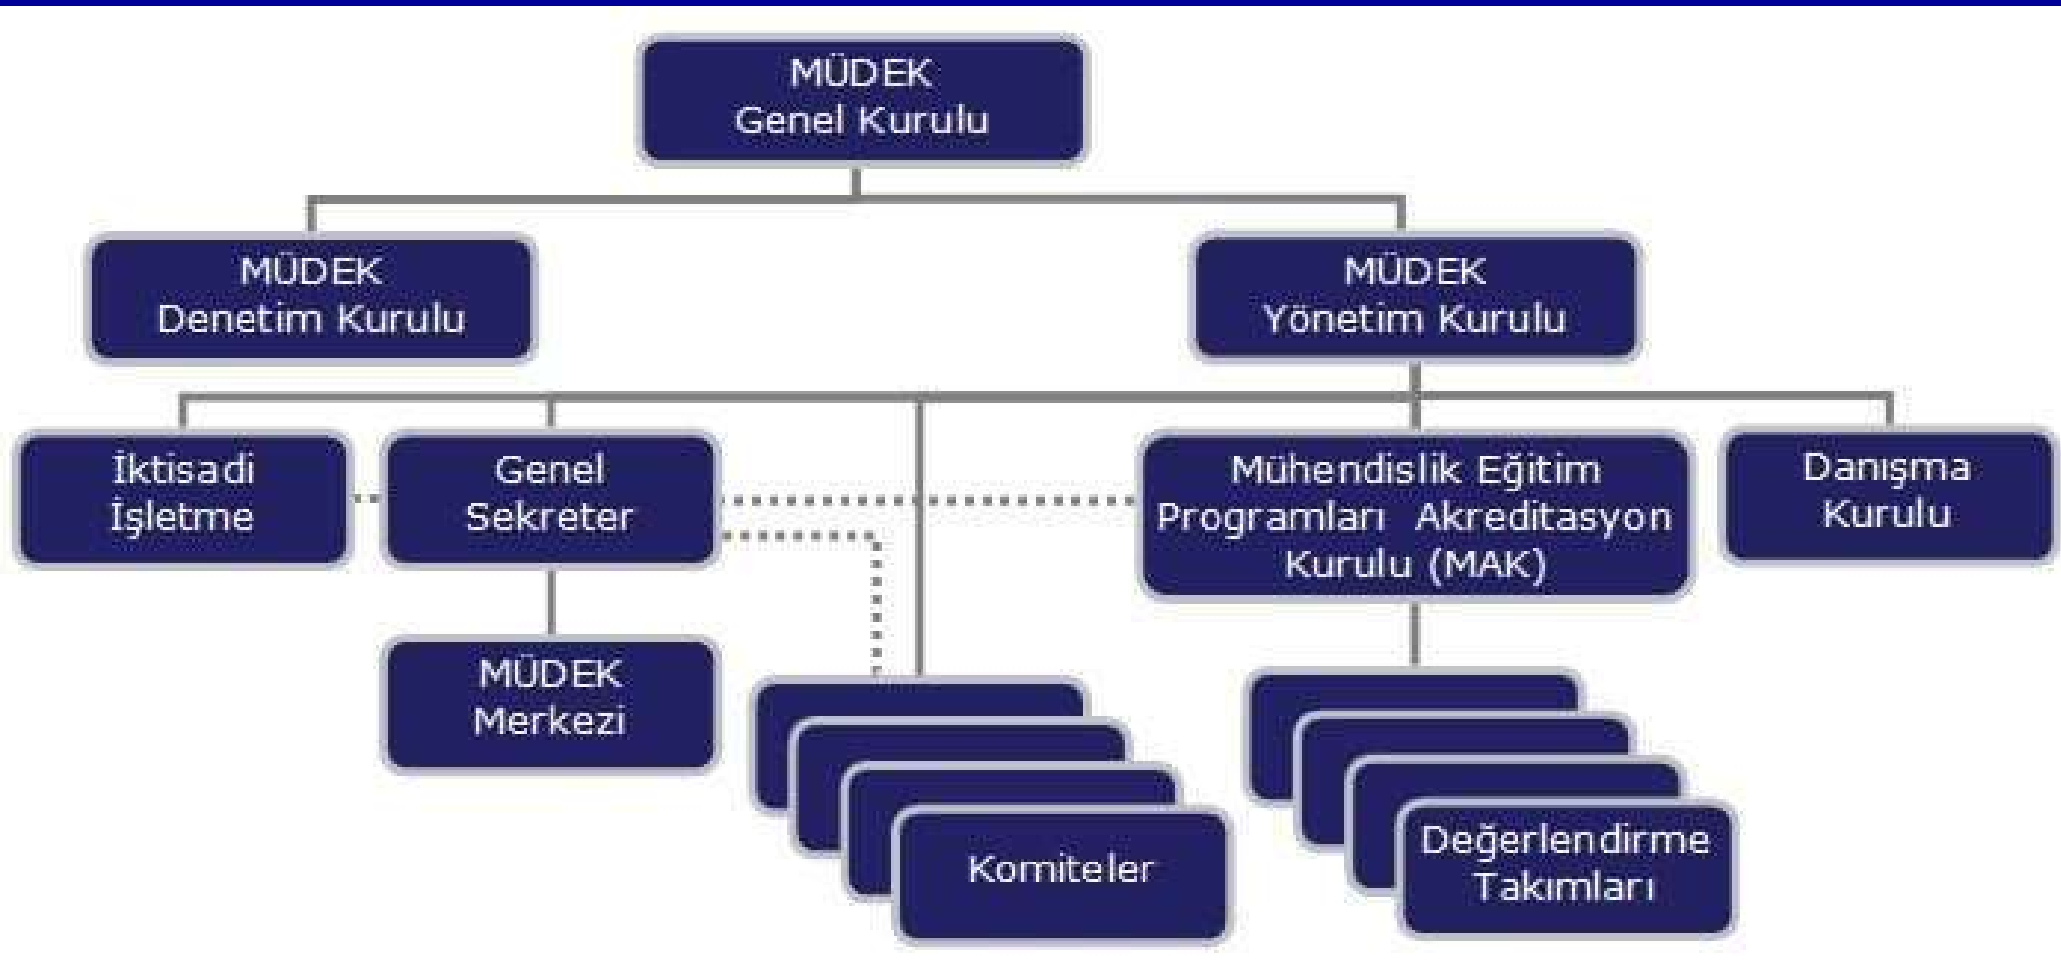 MÜDEK
Genel Kurulu
MÜDEK
Denetim Kurulu
MÜDEK
Yönetim Kurulu
İktisadi
İşletme
Genel
Sekreter
Mühendislik Eğitim
Programları Akreditasyon
Kurulu (MAK)
Danışma
Kurulu
MÜDEK
Merkezi
Komiteler
Değerlendirme
Takımları